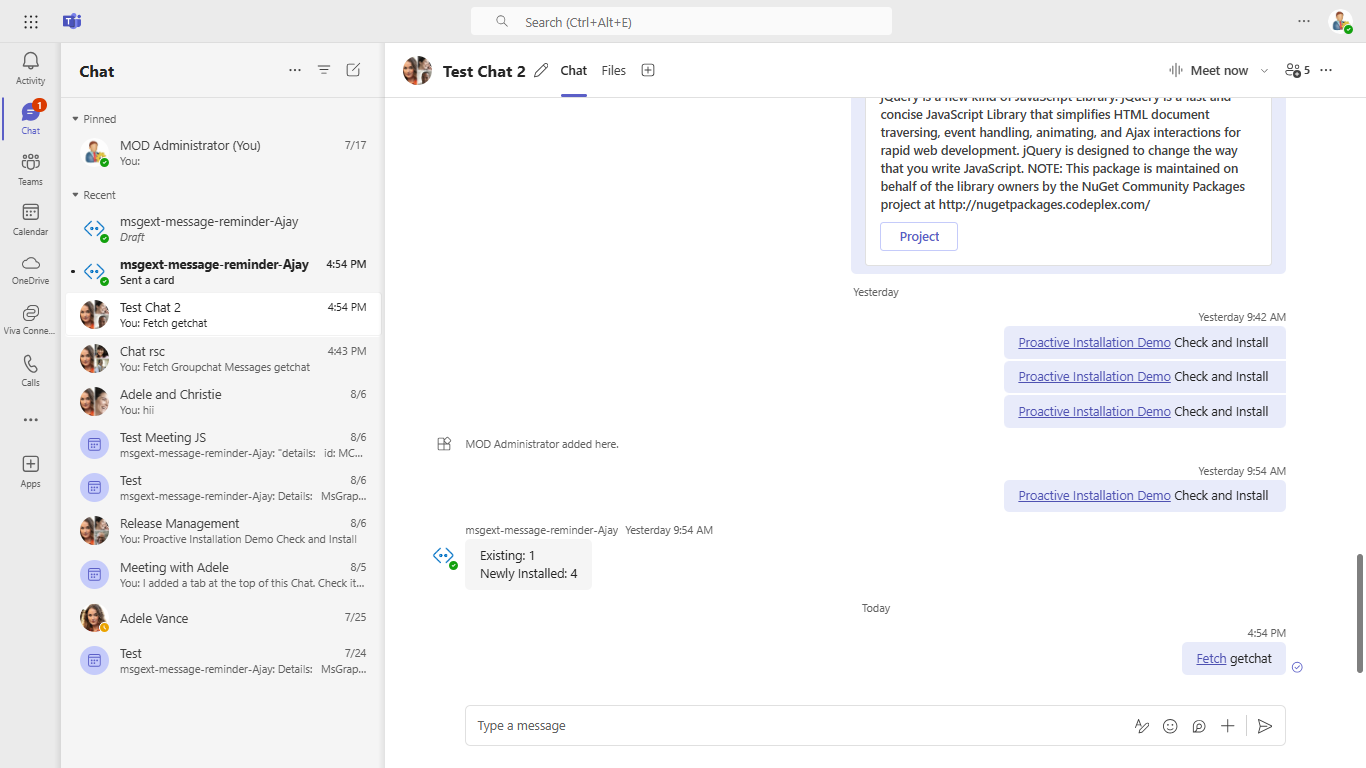 Search (Ctrl+Alt+E)
Activity
1
Chat
Teams
Calendar
OneDrive
Viva Conne...
Calls
Apps
Chat
Pinned
MOD Administrator (You) 7/17
You:
Recent
msgext-message-reminder-Ajay
Draft
msgext-message-reminder-Ajay 4:54 PM
Sent a card
Test Chat 2 4:54 PM
You: Fetch getchat
Chat rsc 4:43 PM
You: Fetch Groupchat Messages getchat
Adele and Christie 8/6
You: hii
Test Meeting JS 8/6
msgext-message-reminder-Ajay: "details: id: MC...
Test 8/6
msgext-message-reminder-Ajay: Details: MsGrap...
Release Management 8/6
You: Proactive Installation Demo Check and Install
Meeting with Adele 8/5
You: I added a tab at the top of this Chat. Check it...
Adele Vance 7/25
Test 7/24
msgext-message-reminder-Ajay: Details: MsGrap...
Test Chat 2 Chat Files Meet now 5
jQuery is a new kind of JavaScript Library. jQuery is a fast and
concise JavaScript Library that simplifies HTML document
traversing, event handling, animating, and Ajax interactions for
rapid web development. jQuery is designed to change the way
that you write JavaScript. NOTE: This package is maintained on
behalf of the library owners by the NuGet Community Packages
project at http://nugetpackages.codeplex.com/
Project
Yesterday
Yesterday 9:42 AM
Proactive Installation Demo Check and Install
Proactive Installation Demo Check and Install
Proactive Installation Demo Check and Install
MOD Administrator added here.
Yesterday 9:54 AM
Proactive Installation Demo Check and Install
msgext-message-reminder-Ajay Yesterday 9:54 AM
Existing: 1
Newly Installed: 4
Today
4:54 PM
Fetch getchat
Type a message